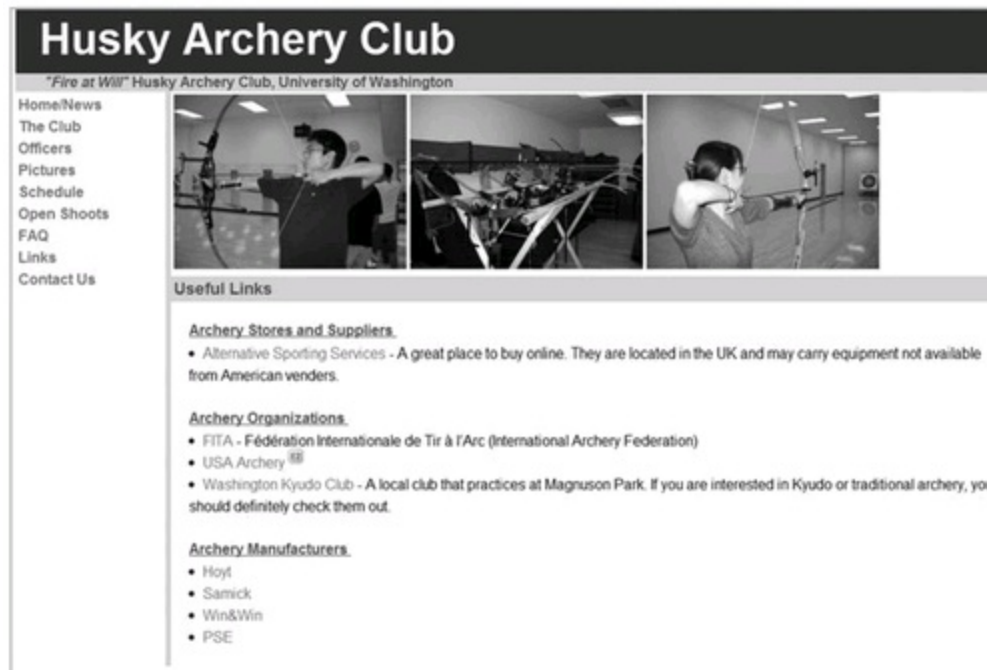 Husky Archery Club
"Fire at Will" Husky Archery Club, University of Washington
Home/News
The Club
Officers
Pictures
Schedule
Open Shoots
FAQ
Links
Contact Us
Useful Links
Archery Stores and Suppliers
• Alternative Sporting Services - A great place to buy online. They are located in the UK and may carry equipment not available
from American venders.
Archery Organizations
• FITA - Fédération Internationale de Tir à l'Arc (International Archery Federation)
• USA Archery
• Washington Kyudo Club - A local club that practices at Magnuson Park. If you are interested in Kyudo or traditional archery, you
should definitely check them out.
Archery Manufacturers
• Hoyt
• Samick
• Win&Win
• PSE